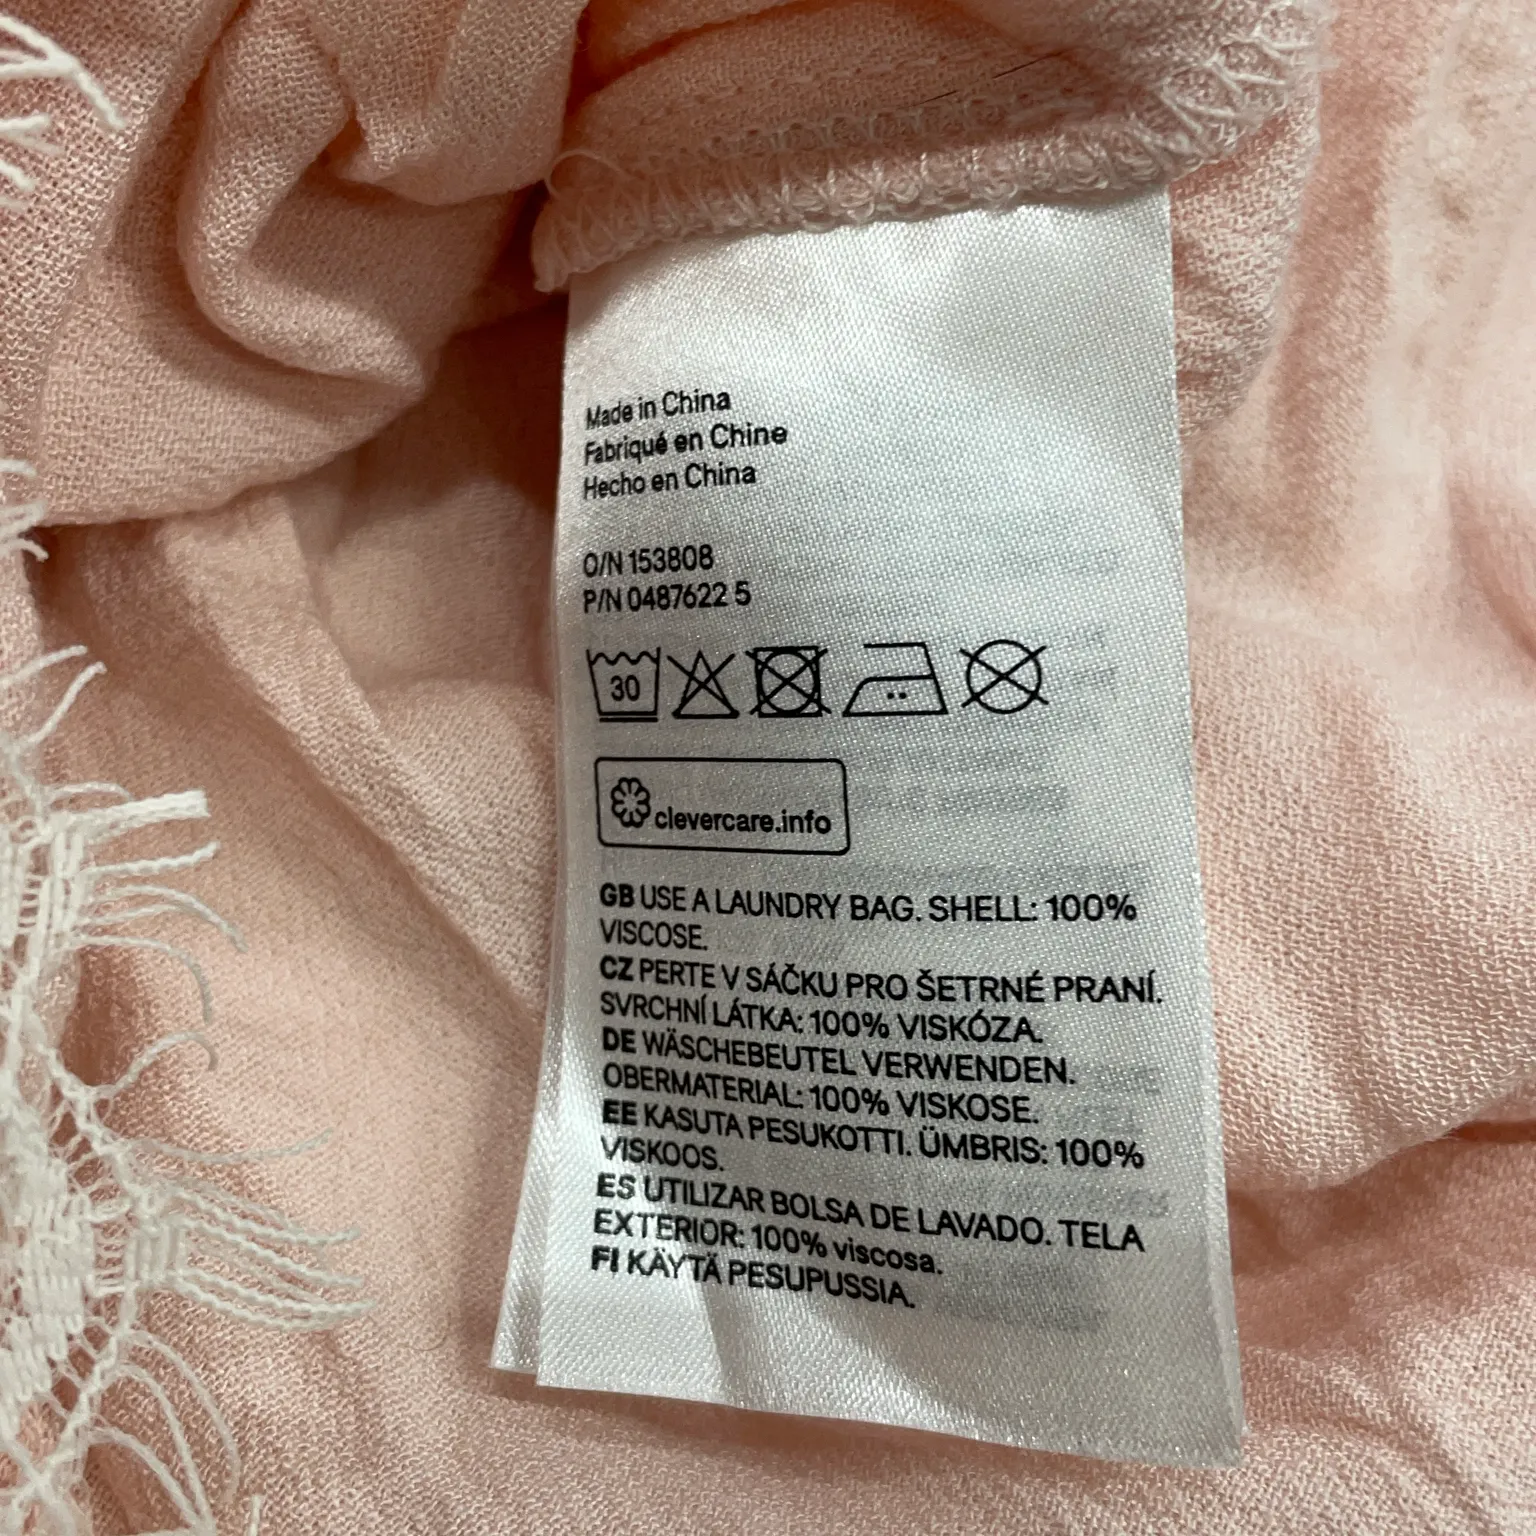 Made in China
Fabriqué en Chine
Hecho en China
O/N 153808
P/N 0487622 5
30
clevercare.info
GB USE A LAUNDRY BAG. SHELL: 100%
VISCOSE.
CZ PERTE V SÁČKU PRO ŠETRNÉ PRANÍ.
SVRCHNÍ LÁTKA: 100% VISKÓZA.
DE WÄSCHEBEUTEL VERWENDEN.
OBERMATERIAL: 100% VISKOSE.
EE KASUTA PESUKOTTI. ÜMBRIS: 100%
VISKOOS.
ES UTILIZAR BOLSA DE LAVADO. TELA
EXTERIOR: 100% viscosa.
FI KÄYTÄ PESUPUSSIA.